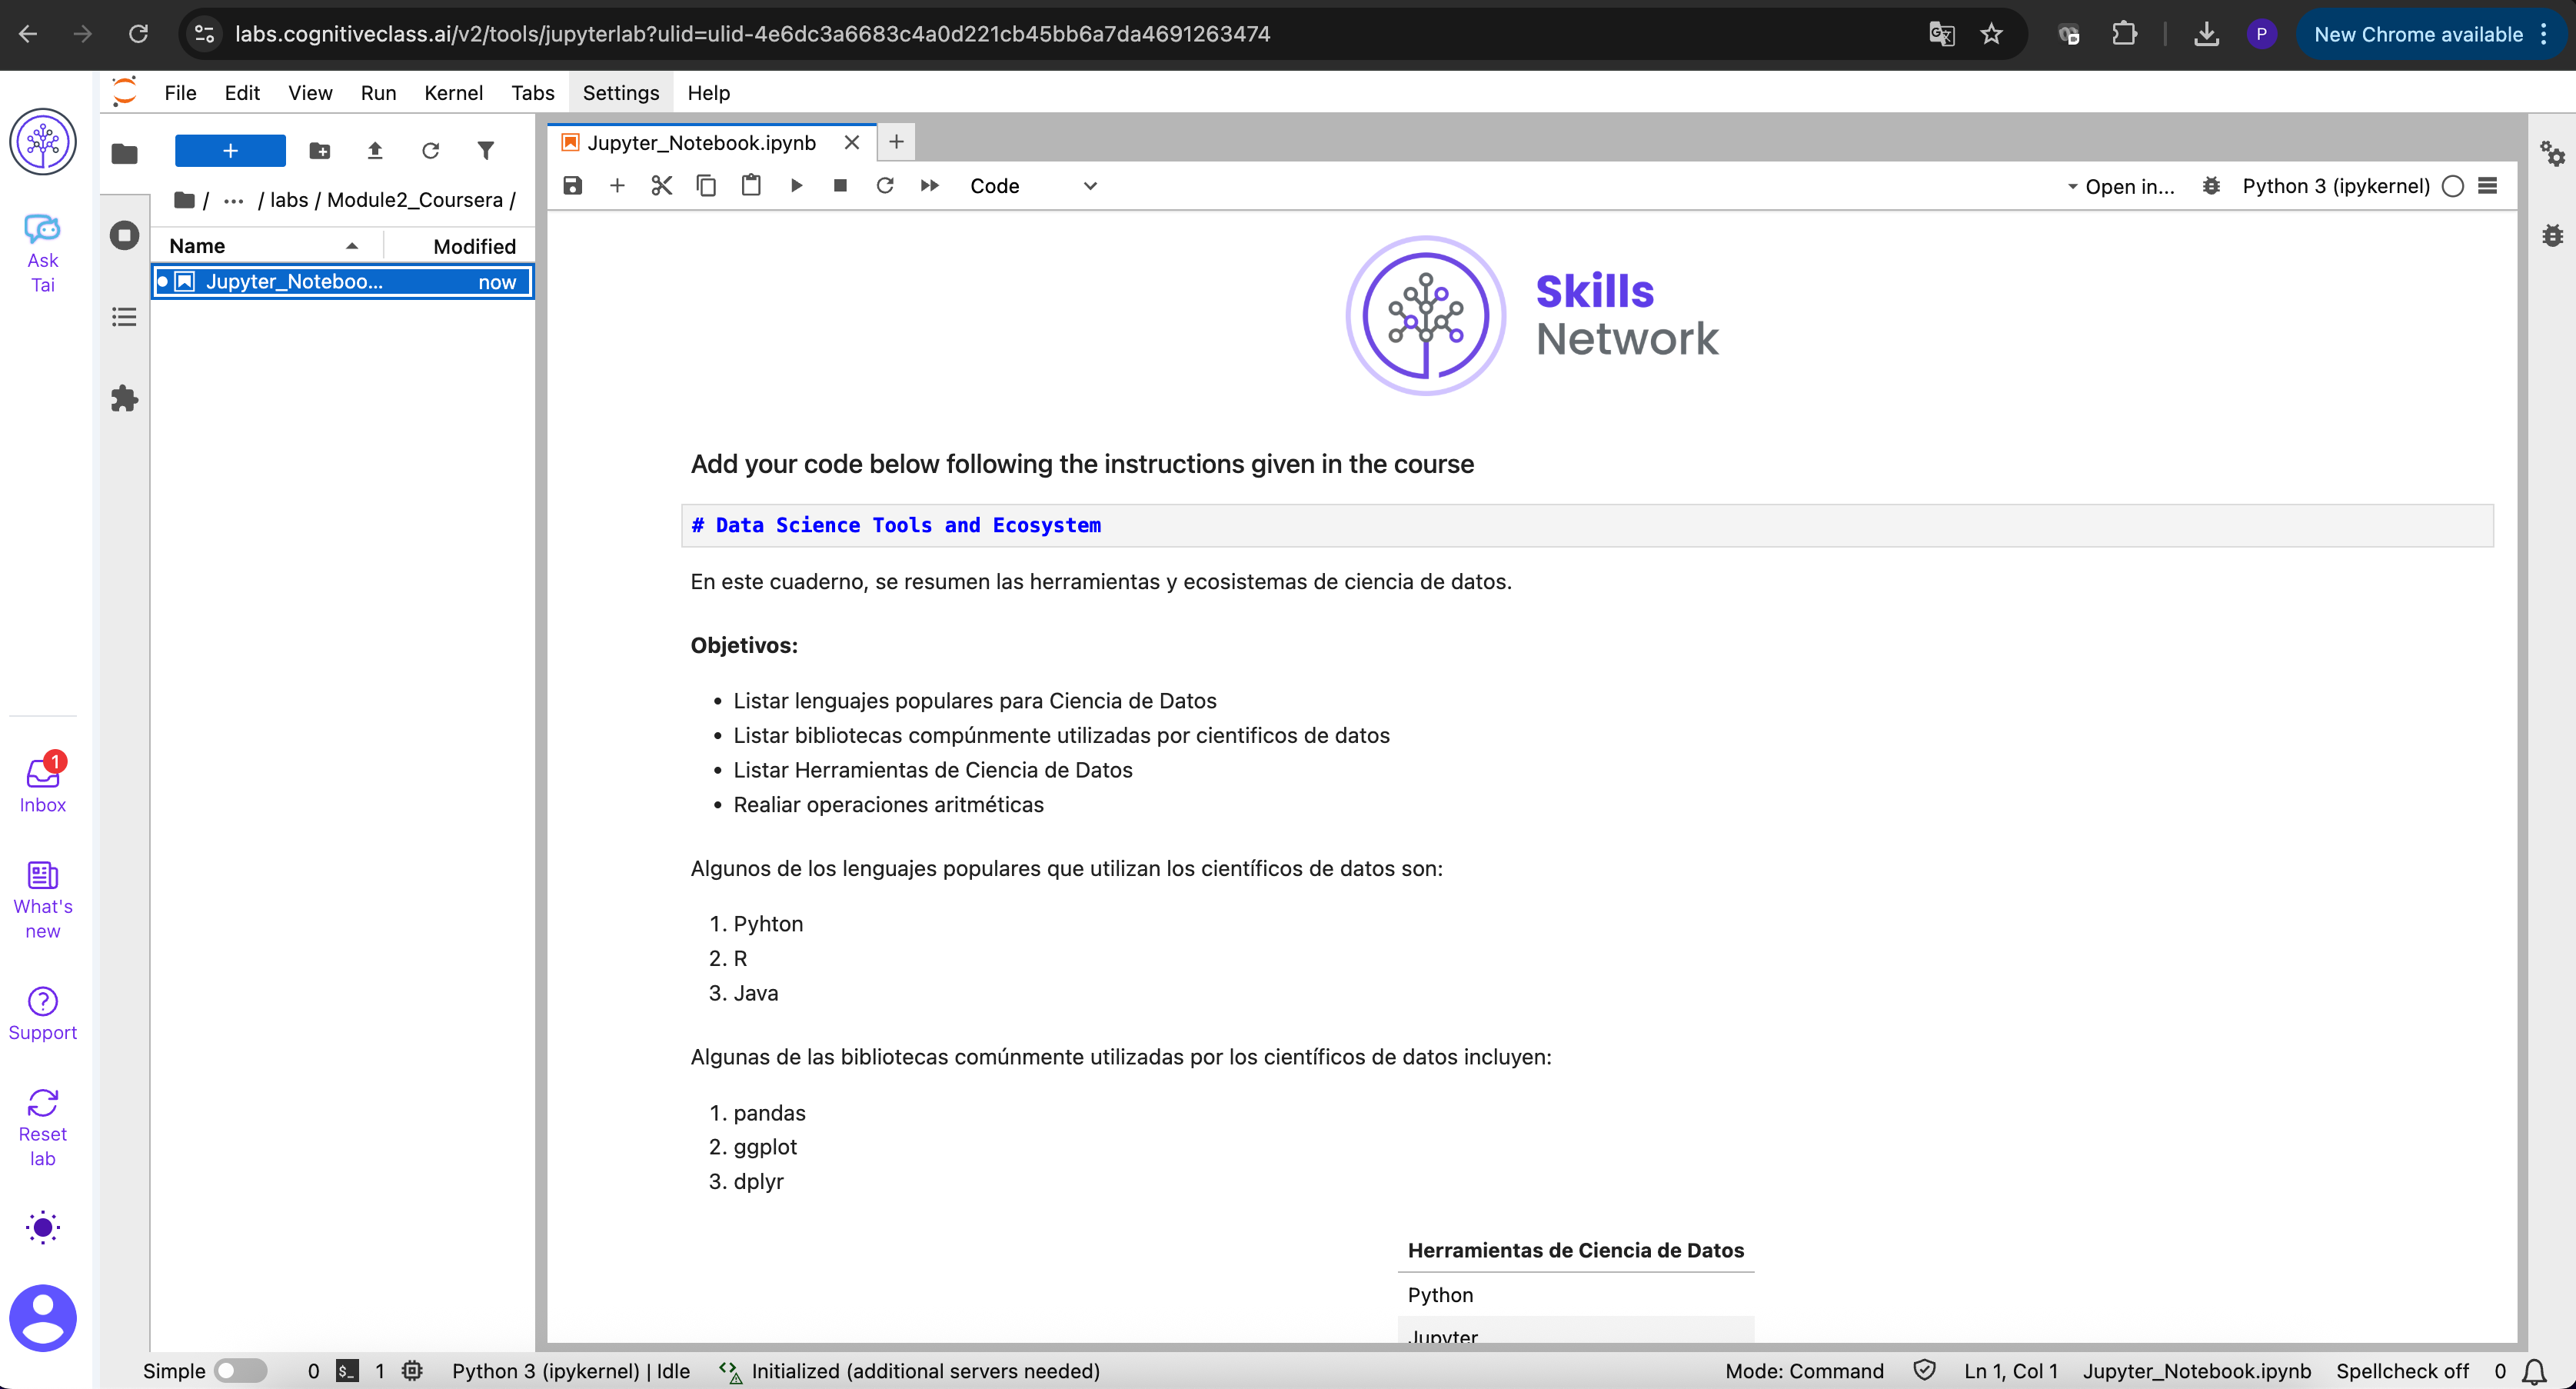 labs.cognitiveclass.ai/v2/tools/jupyterlab?ulid=ulid-4e6dc3a6683c4a0d221cb45bb6a7da4691263474
P
New Chrome available
File Edit View Run Kernel Tabs Settings Help
Ask
Tai
Inbox
1
What's
new
Support
Reset
lab
/ ... / labs / Module2_Coursera /
Name Modified
Jupyter_Noteboo... now
Jupyter_Notebook.ipynb
Code
Open in...
Python 3 (ipykernel)
Skills
Network
Add your code below following the instructions given in the course
# Data Science Tools and Ecosystem
En este cuaderno, se resumen las herramientas y ecosistemas de ciencia de datos.
Objetivos:
• Listar lenguajes populares para Ciencia de Datos
• Listar bibliotecas compúnmente utilizadas por cientificos de datos
• Listar Herramientas de Ciencia de Datos
• Realiar operaciones aritméticas
Algunos de los lenguajes populares que utilizan los científicos de datos son:
1. Pyhton
2. R
3. Java
Algunas de las bibliotecas comúnmente utilizadas por los científicos de datos incluyen:
1. pandas
2. ggplot
3. dplyr
Herramientas de Ciencia de Datos
Python
Jupyter
Simple 0 $_ 1 Python 3 (ipykernel) | Idle Initialized (additional servers needed) Mode: Command Ln 1, Col 1 Jupyter_Notebook.ipynb Spellcheck off 0